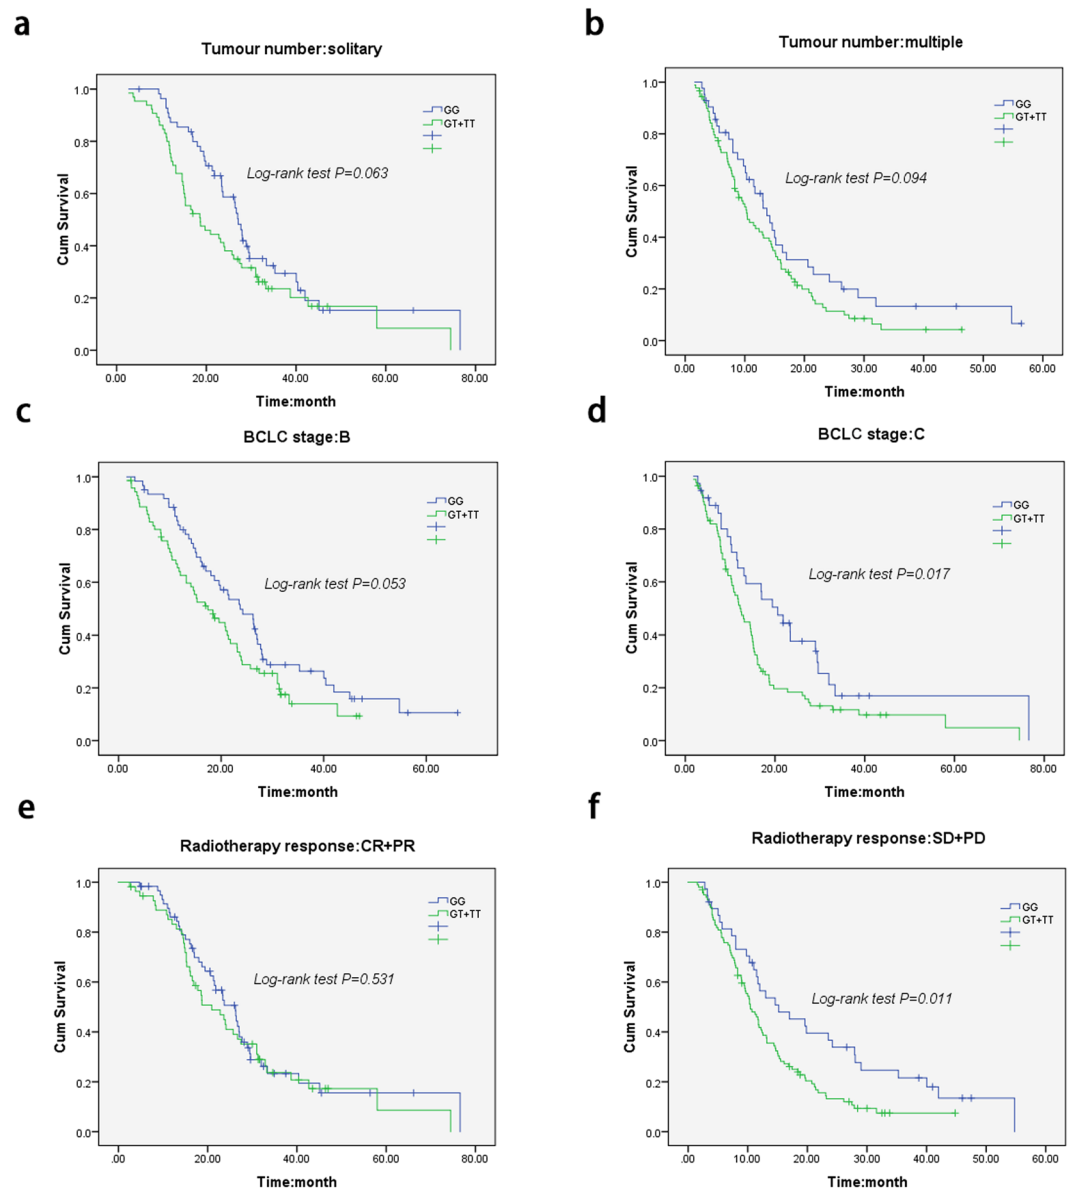 a
Tumour number:solitary
1.0
0.8
0.6
0.4
0.2
0.0
Cum Survival
GG
GT+TT
Log-rank test P=0.063
0.00 20.00 40.00 60.00 80.00
Time:month
b
Tumour number:multiple
1.0
0.8
0.6
0.4
0.2
0.0
Cum Survival
GG
GT+TT
Log-rank test P=0.094
0.00 10.00 20.00 30.00 40.00 50.00 60.00
Time:month
c
BCLC stage:B
1.0
0.8
0.6
0.4
0.2
0.0
Cum Survival
GG
GT+TT
Log-rank test P=0.053
0.00 20.00 40.00 60.00
Time:month
d
BCLC stage:C
1.0
0.8
0.6
0.4
0.2
0.0
Cum Survival
GG
GT+TT
Log-rank test P=0.017
0.00 20.00 40.00 60.00 80.00
Time:month
e
Radiotherapy response:CR+PR
1.0
0.8
0.6
0.4
0.2
0.0
Cum Survival
GG
GT+TT
Log-rank test P=0.531
.00 20.00 40.00 60.00 80.00
Time:month
f
Radiotherapy response:SD+PD
1.0
0.8
0.6
0.4
0.2
0.0
Cum Survival
GG
GT+TT
Log-rank test P=0.011
.00 10.00 20.00 30.00 40.00 50.00 60.00
Time:month